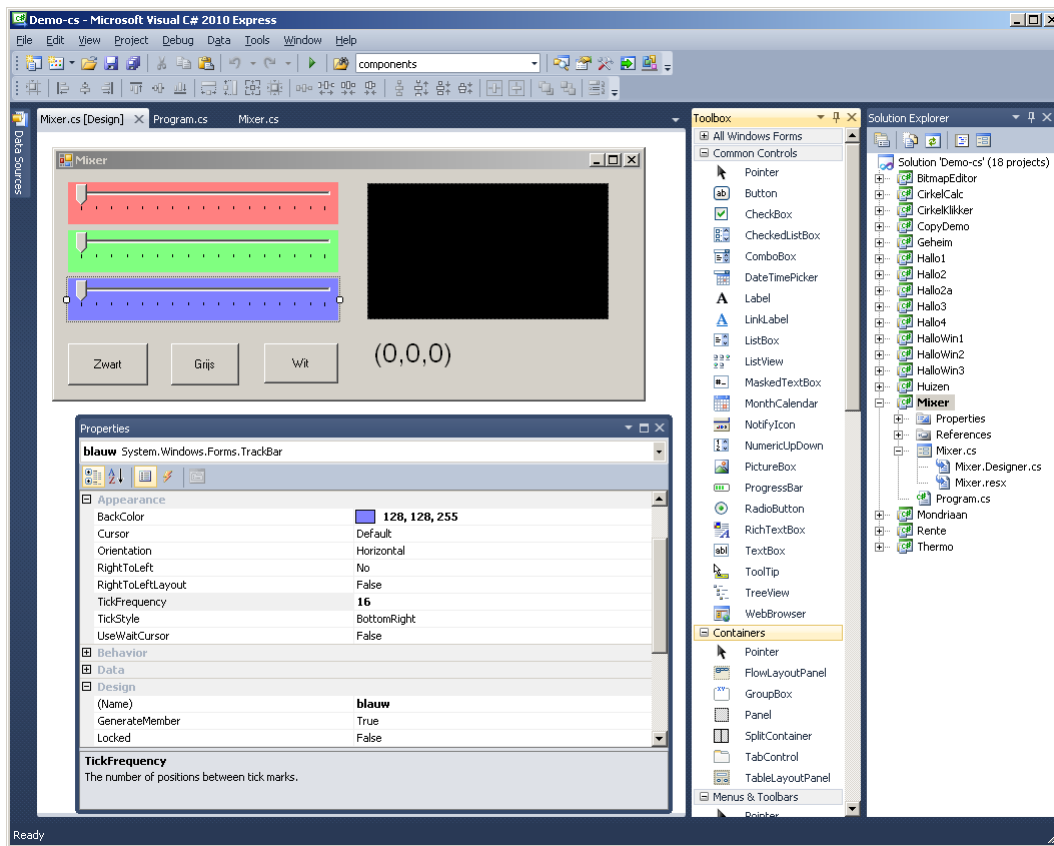 Demo-cs - Microsoft Visual C# 2010 Express
File Edit View Project Debug Data Tools Window Help
components
Data Sources
Mixer.cs [Design] Program.cs Mixer.cs
Mixer
(0,0,0)
Zwart Grijs Wit
Properties
blauw System.Windows.Forms.TrackBar
Appearance
BackColor 128, 128, 255
Cursor Default
Orientation Horizontal
RightToLeft No
RightToLeftLayout False
TickFrequency 16
TickStyle BottomRight
UseWaitCursor False
Behavior
Data
Design
(Name) blauw
GenerateMember True
Locked False
TickFrequency
The number of positions between tick marks.
Toolbox
All Windows Forms
Common Controls
Pointer
Button
CheckBox
CheckedListBox
ComboBox
DateTimePicker
Label
LinkLabel
ListBox
ListView
MaskedTextBox
MonthCalendar
NotifyIcon
NumericUpDown
PictureBox
ProgressBar
RadioButton
RichTextBox
TextBox
ToolTip
TreeView
WebBrowser
Containers
Pointer
FlowLayoutPanel
GroupBox
Panel
SplitContainer
TabControl
TableLayoutPanel
Menus & Toolbars
Pointer
Solution Explorer
Solution 'Demo-cs' (18 projects)
BitmapEditor
CirkelCalc
CirkelKlikker
CopyDemo
Geheim
Hallo1
Hallo2
Hallo2a
Hallo3
Hallo4
HalloWin1
HalloWin2
HalloWin3
Huizen
Mixer
Properties
References
Mixer.cs
Mixer.Designer.cs
Mixer.resx
Program.cs
Mondriaan
Rente
Thermo
Ready